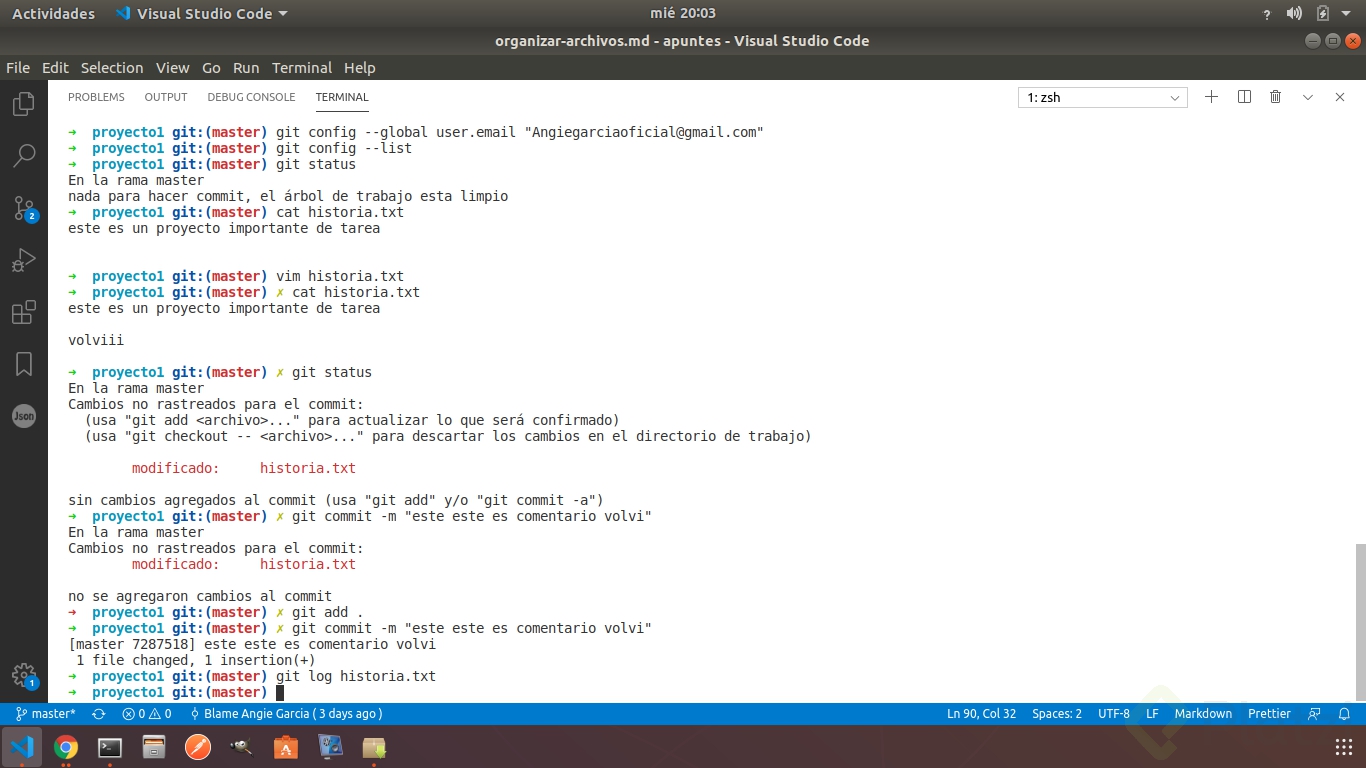 Actividades Visual Studio Code mié 20:03 ?
organizar-archivos.md - apuntes - Visual Studio Code
File Edit Selection View Go Run Terminal Help
PROBLEMS OUTPUT DEBUG CONSOLE TERMINAL 1: zsh
➜ proyecto1 git:(master) git config --global user.email "Angiegarciaoficial@gmail.com"
➜ proyecto1 git:(master) git config --list
➜ proyecto1 git:(master) git status
En la rama master
nada para hacer commit, el árbol de trabajo esta limpio
➜ proyecto1 git:(master) cat historia.txt
este es un proyecto importante de tarea
➜ proyecto1 git:(master) vim historia.txt
➜ proyecto1 git:(master) ✗ cat historia.txt
este es un proyecto importante de tarea
volviii
➜ proyecto1 git:(master) ✗ git status
En la rama master
Cambios no rastreados para el commit:
(usa "git add <archivo>..." para actualizar lo que será confirmado)
(usa "git checkout -- <archivo>..." para descartar los cambios en el directorio de trabajo)
modificado: historia.txt
sin cambios agregados al commit (usa "git add" y/o "git commit -a")
➜ proyecto1 git:(master) ✗ git commit -m "este este es comentario volvi"
En la rama master
Cambios no rastreados para el commit:
modificado: historia.txt
no se agregaron cambios al commit
➜ proyecto1 git:(master) ✗ git add .
➜ proyecto1 git:(master) ✗ git commit -m "este este es comentario volvi"
[master 7287518] este este es comentario volvi
1 file changed, 1 insertion(+)
➜ proyecto1 git:(master) git log historia.txt
➜ proyecto1 git:(master)
2
Json
1
master* 0 0 Blame Angie Garcia ( 3 days ago ) Ln 90, Col 32 Spaces: 2 UTF-8 LF Markdown Prettier